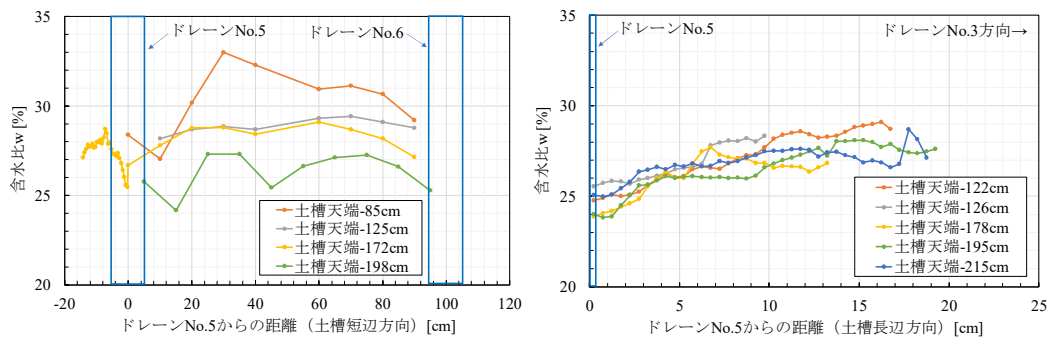 35
30
25
20
含水比w [%]
-20
0
20
40
60
80
100
120
ドレーンNo.5からの距離（土槽短辺方向）[cm]
ドレーンNo.5
ドレーンNo.6
土槽天端-85cm
土槽天端-125cm
土槽天端-172cm
土槽天端-198cm
35
30
25
20
含水比w [%]
0
5
10
15
20
25
ドレーンNo.5からの距離（土槽長辺方向）[cm]
ドレーンNo.5
ドレーンNo.3方向→
土槽天端-122cm
土槽天端-126cm
土槽天端-178cm
土槽天端-195cm
土槽天端-215cm